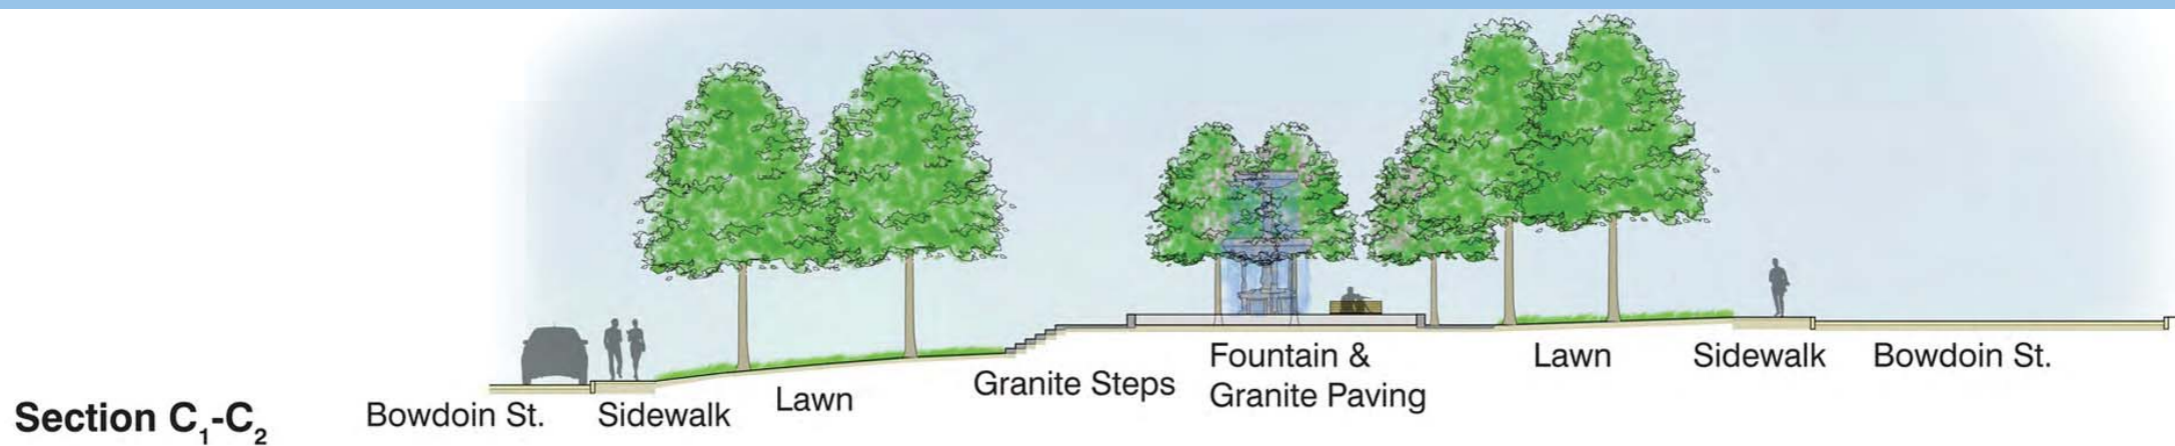 Section C₁-C₂
Bowdoin St.
Sidewalk
Lawn
Granite Steps
Fountain &
Granite Paving
Lawn
Sidewalk
Bowdoin St.